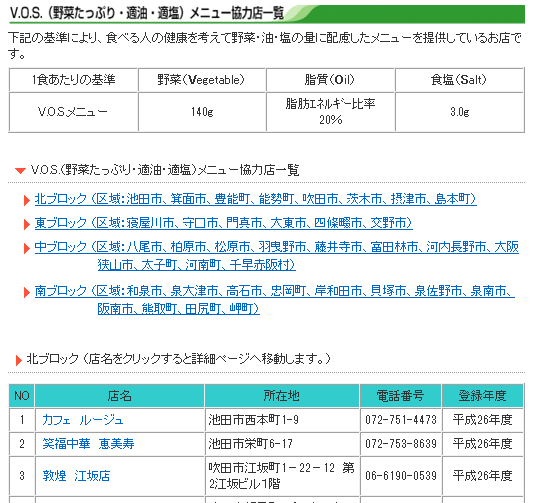 V.O.S.（野菜たっぷり・適油・適塩）メニュー協力店一覧
下記の基準により、食べる人の健康を考えて野菜・油・塩の量に配慮したメニューを提供しているお店で
す。
1食あたりの基準 野菜(Vegetable) 脂質(Oil) 食塩(Salt)
V.O.S.メニュー 140g 脂肪エネルギー比率 20% 3.0g
V.O.S.（野菜たっぷり・適油・適塩）メニュー協力店一覧
北ブロック（区域：池田市、箕面市、豊能町、能勢町、吹田市、茨木市、摂津市、島本町）
東ブロック（区域：寝屋川市、守口市、門真市、大東市、四條畷市、交野市）
中ブロック（区域：八尾市、柏原市、松原市、羽曳野市、藤井寺市、富田林市、河内長野市、大阪
狭山市、太子町、河南町、千早赤阪村）
南ブロック（区域：和泉市、泉大津市、高石市、忠岡町、岸和田市、貝塚市、泉佐野市、泉南市、
阪南市、熊取町、田尻町、岬町）
北ブロック（店名をクリックすると詳細ページへ移動します。）
NO 店名 所在地 電話番号 登録年度
1 カフェ ルージュ 池田市西本町1-9 072-751-4473 平成26年度
2 笑福中華 恵美寿 池田市栄町6-17 072-753-8639 平成26年度
3 敦煌 江坂店 吹田市江坂町1－22－12 第2江坂ビル1階 06-6190-0539 平成26年度